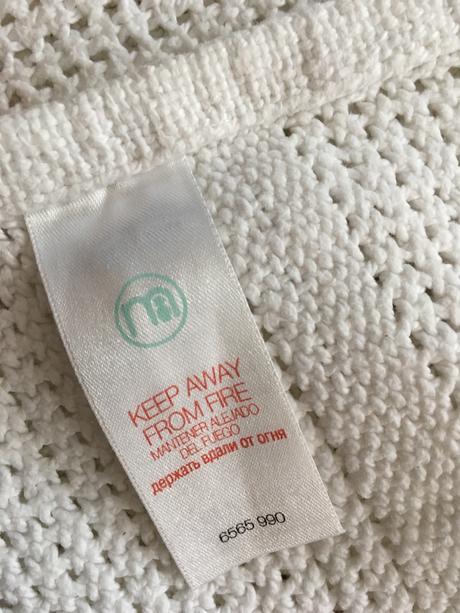 m
KEEP AWAY
FROM FIRE
MANTENER ALEJADO
DEL FUEGO
держать вдали от огня
6565 990